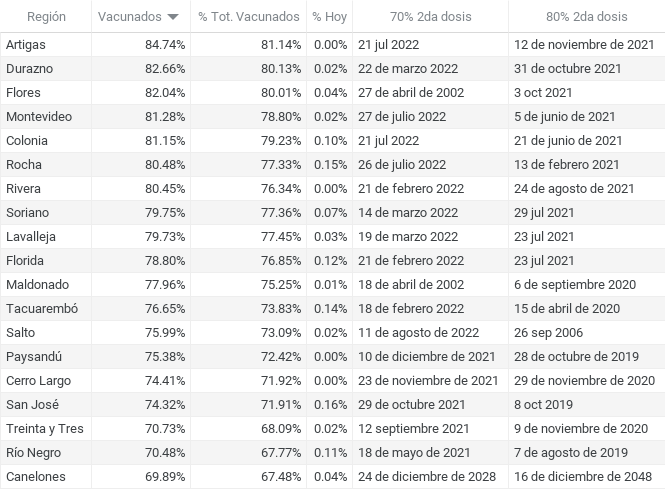 Región Vacunados % Tot. Vacunados % Hoy 70% 2da dosis 80% 2da dosis
Artigas 84.74% 81.14% 0.00% 21 jul 2022 12 de noviembre de 2021
Durazno 82.66% 80.13% 0.02% 22 de marzo 2022 31 de octubre 2021
Flores 82.04% 80.01% 0.04% 27 de abril de 2002 3 oct 2021
Montevideo 81.28% 78.80% 0.02% 27 de julio 2022 5 de junio de 2021
Colonia 81.15% 79.23% 0.10% 21 jul 2022 21 de junio de 2021
Rocha 80.48% 77.33% 0.15% 26 de julio 2022 13 de febrero 2021
Rivera 80.45% 76.34% 0.00% 21 de febrero 2022 24 de agosto de 2021
Soriano 79.75% 77.36% 0.07% 14 de marzo 2022 29 jul 2021
Lavalleja 79.73% 77.45% 0.03% 19 de marzo 2022 23 jul 2021
Florida 78.80% 76.85% 0.12% 21 de febrero 2022 23 jul 2021
Maldonado 77.96% 75.25% 0.01% 18 de abril de 2002 6 de septiembre 2020
Tacuarembó 76.65% 73.83% 0.14% 18 de febrero 2022 15 de abril de 2020
Salto 75.99% 73.09% 0.02% 11 de agosto de 2022 26 sep 2006
Paysandú 75.38% 72.42% 0.00% 10 de diciembre de 2021 28 de octubre de 2019
Cerro Largo 74.41% 71.92% 0.00% 23 de noviembre de 2021 29 de noviembre de 2020
San José 74.32% 71.91% 0.16% 29 de octubre 2021 8 oct 2019
Treinta y Tres 70.73% 68.09% 0.02% 12 septiembre 2021 9 de noviembre de 2020
Río Negro 70.48% 67.77% 0.11% 18 de mayo de 2021 7 de agosto de 2019
Canelones 69.89% 67.48% 0.04% 24 de diciembre de 2028 16 de diciembre de 2048